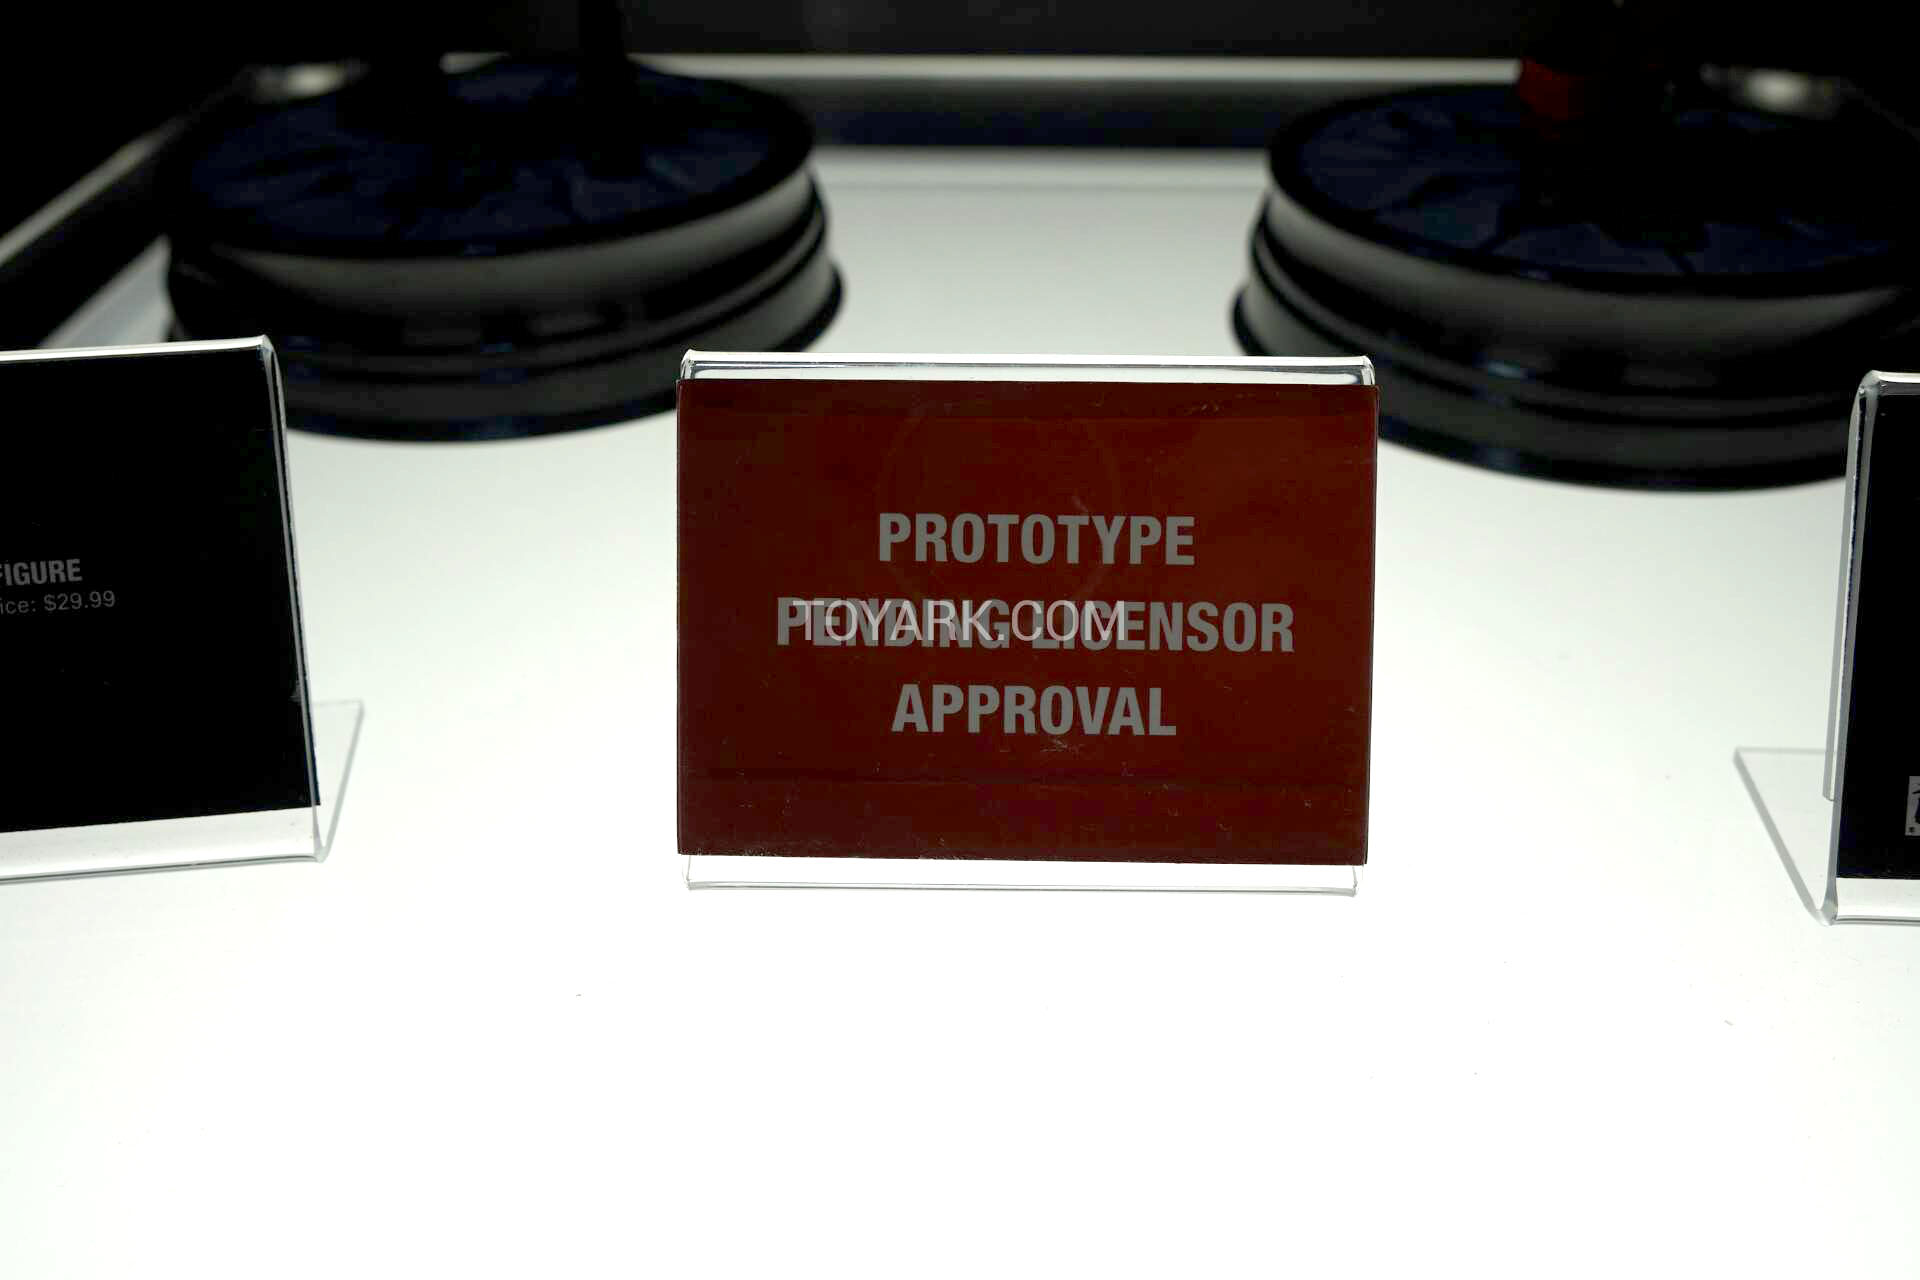 FIGURE
ice: $29.99
PROTOTYPE
PENDING LICENSOR
APPROVAL
TOYARK.COM